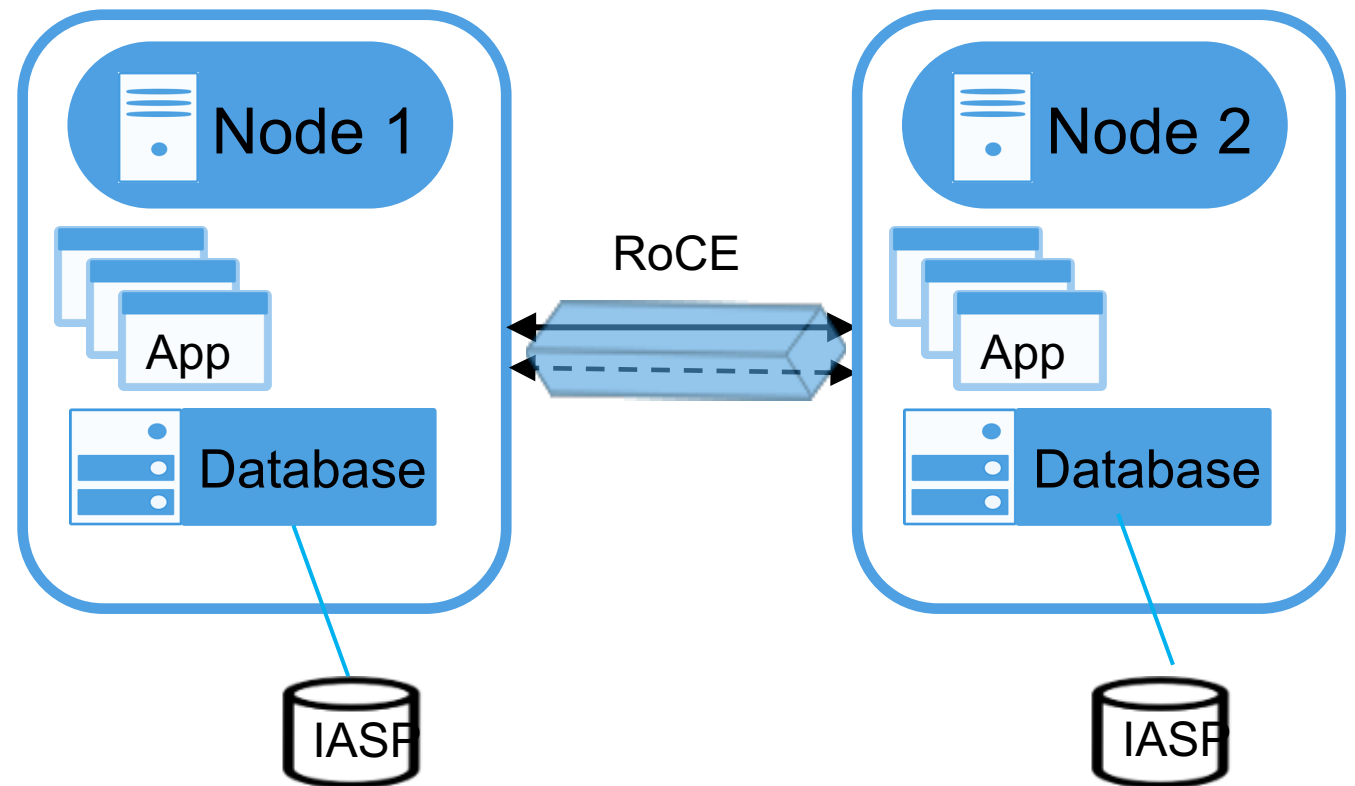 Node 1
Node 2
RoCE
App
App
Database
Database
IASP
IASP